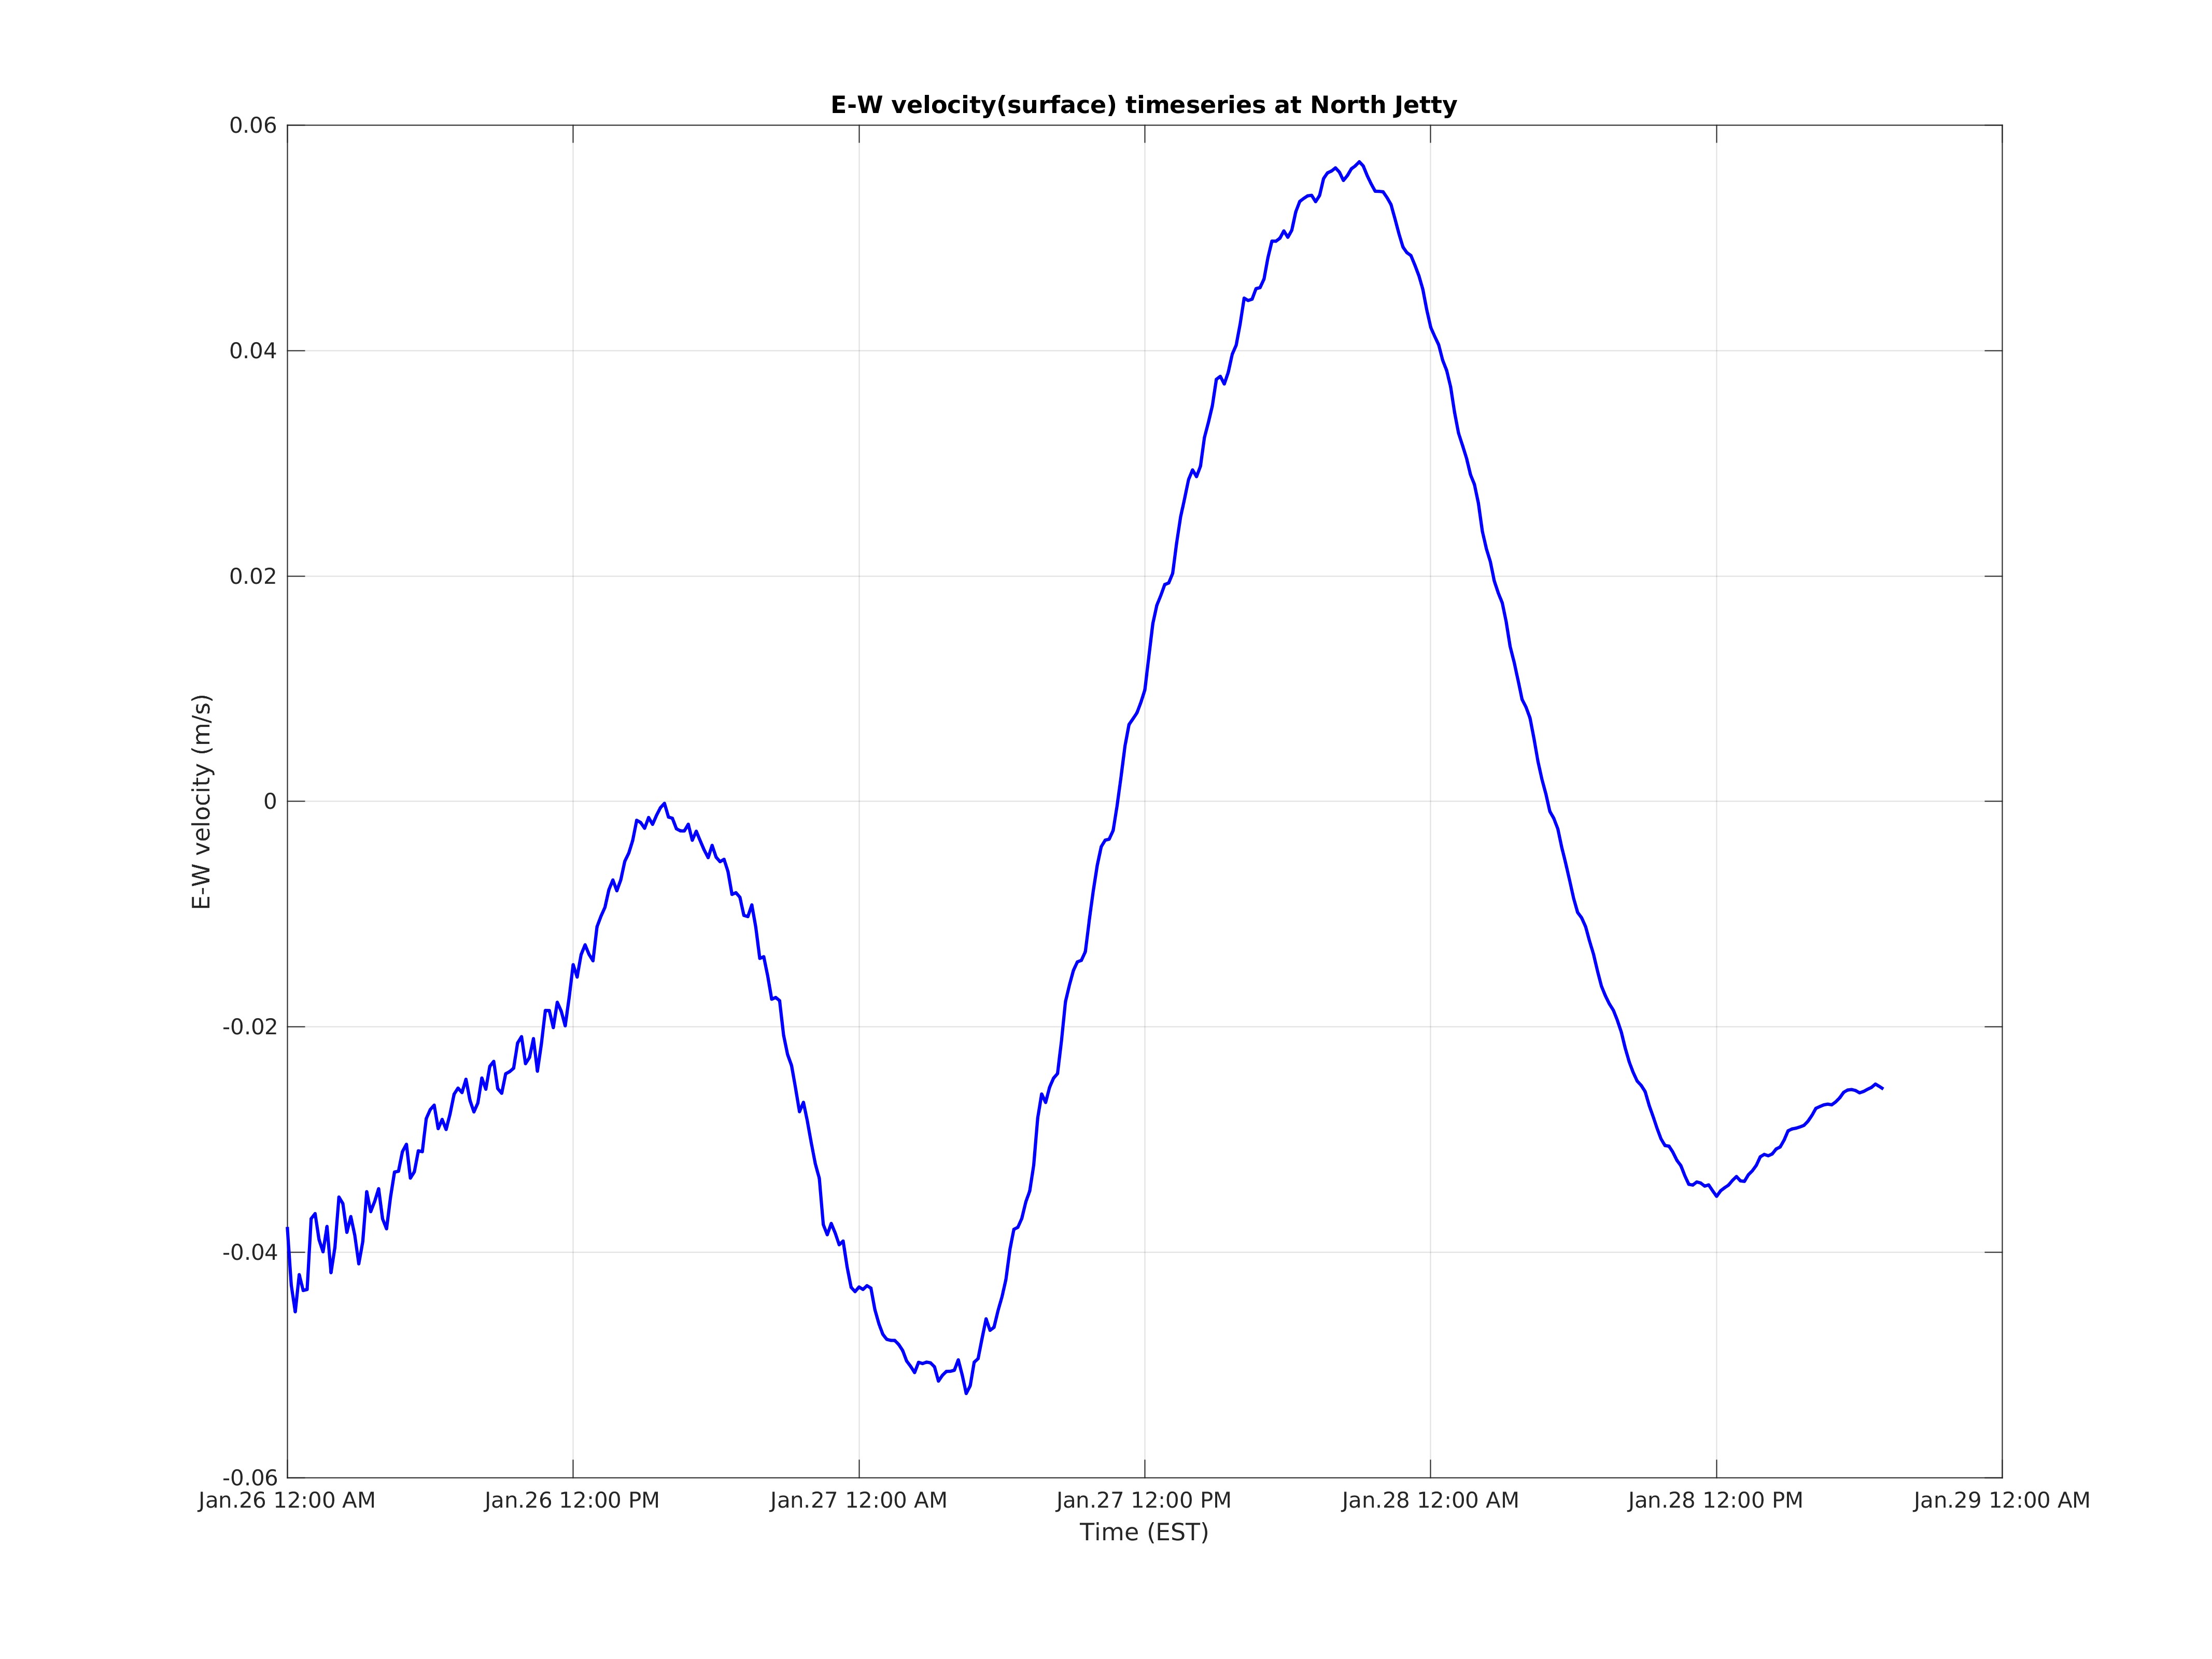 E-W velocity(surface) timeseries at North Jetty
0.06
0.04
0.02
0
-0.02
-0.04
-0.06
E-W velocity (m/s)
Jan.26 12:00 AM
Jan.26 12:00 PM
Jan.27 12:00 AM
Jan.27 12:00 PM
Jan.28 12:00 AM
Jan.28 12:00 PM
Jan.29 12:00 AM
Time (EST)